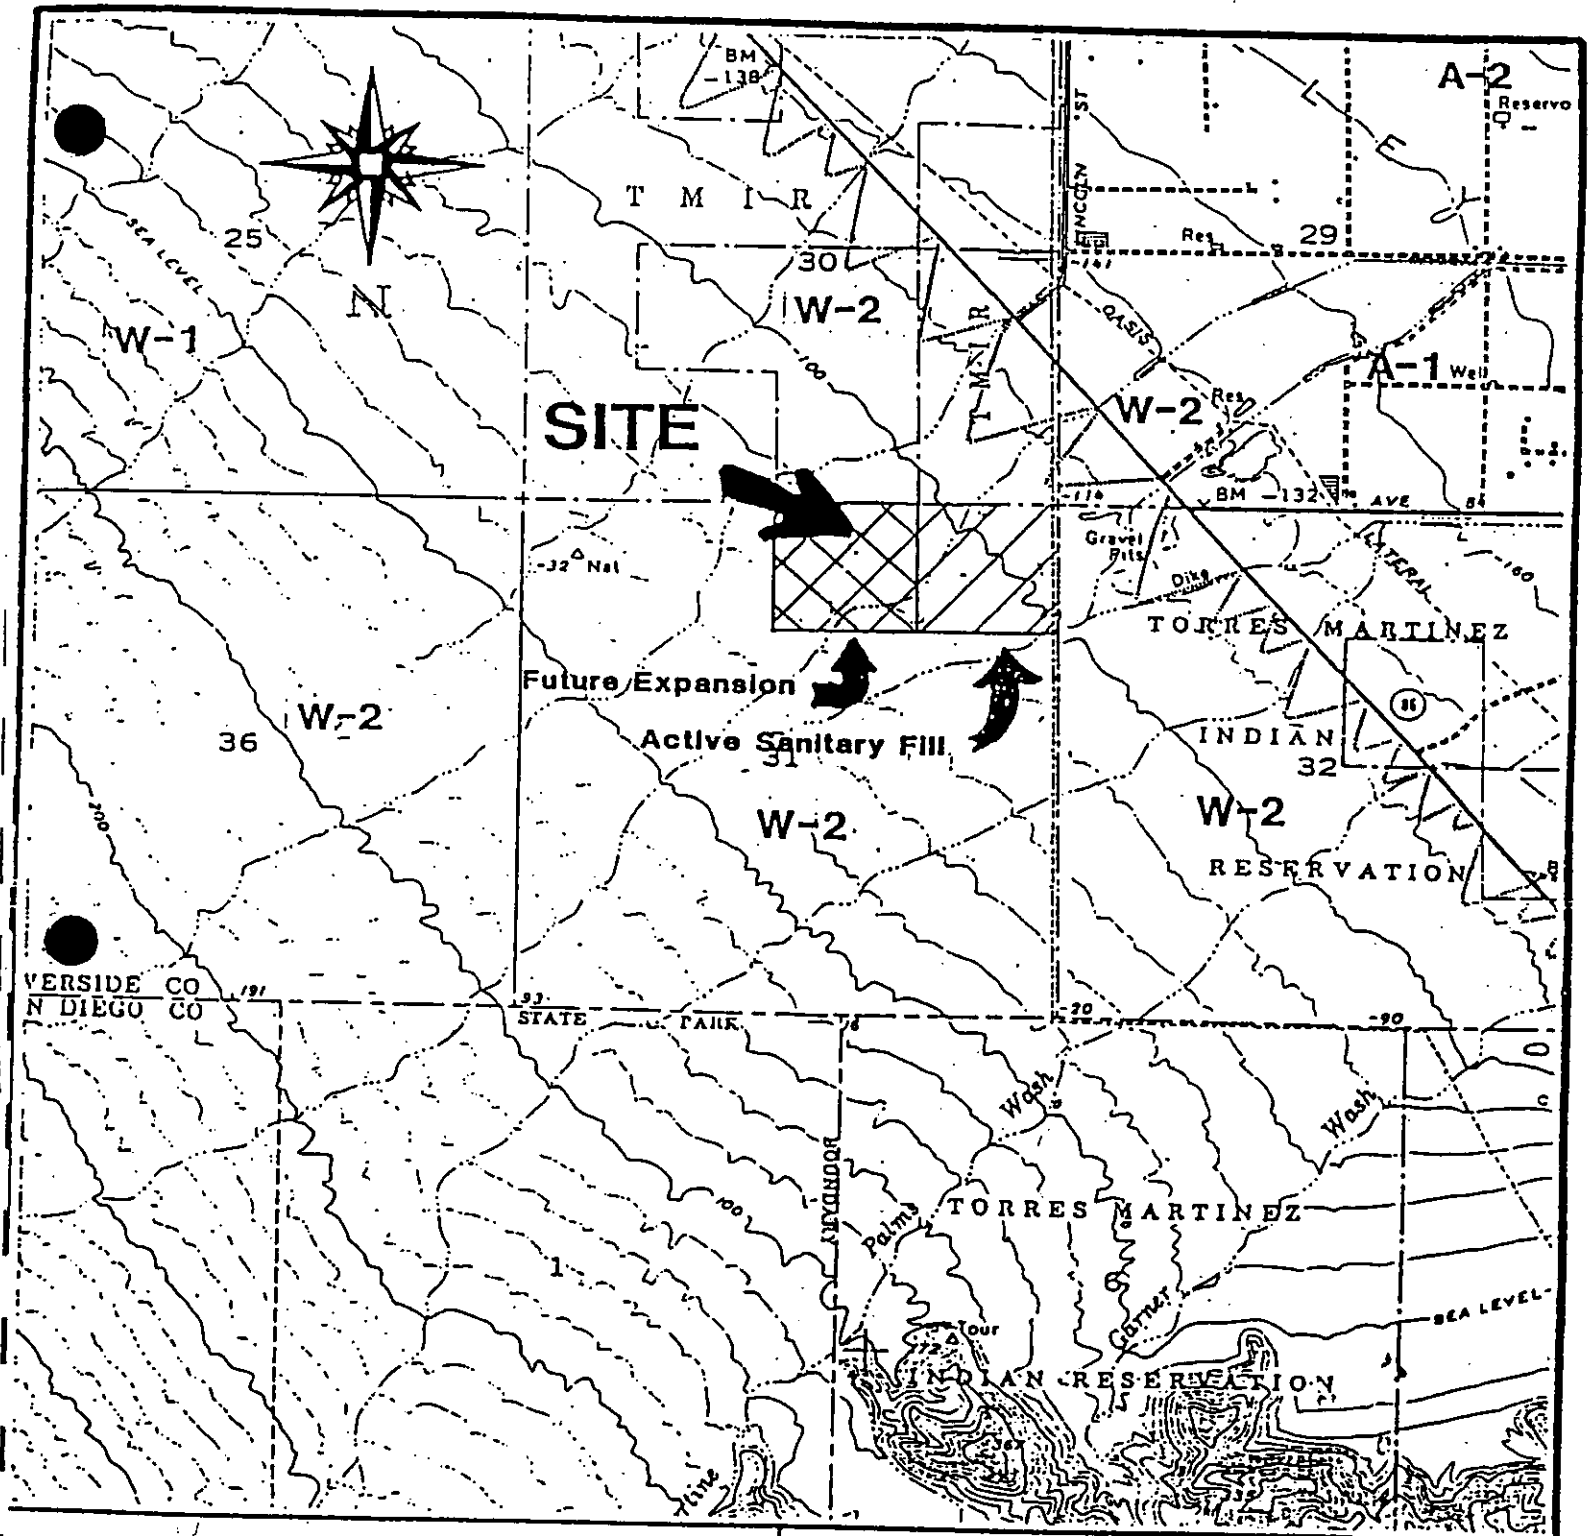 BM
-138
A-2
Reservo
ST
L
E
T M I R
25
SEA LEVEL
LINCOLN
Res
29
-141
30
N
W-2
T M I R
OASIS
W-1
100
A-1
Well
SITE
W-2
Res
-114
BM -132
AVE
84
-32
Gravel
Pits
LATERAL
-160
Dike
TORRES MARTINEZ
Future Expansion
86
W-2
36
Active Sanitary Fill
31
INDIAN
32
200
W-2
W-2
RESERVATION
VERSIDE CO
N DIEGO CO
191
93
STATE PARK
-20
-90
Wash
Wash
BOUNDARY
100
Palms
TORRES MARTINEZ
1
6
Garner
SEA LEVEL
Tour
INDIAN RESERVATION